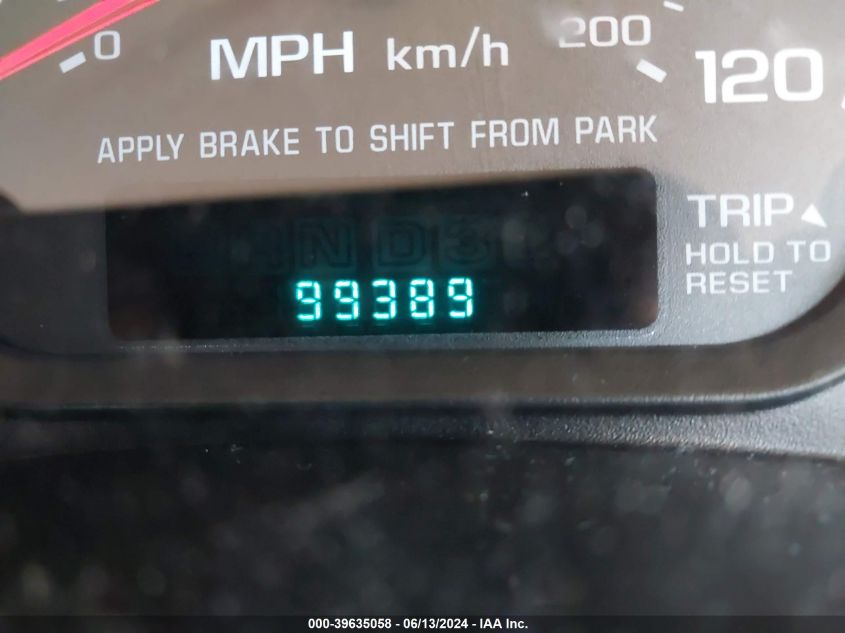 0 MPH km/h 200 120
APPLY BRAKE TO SHIFT FROM PARK
TRIP
HOLD TO
RESET
N D 3
99389
000-39635058 - 06/13/2024 - IAA Inc.